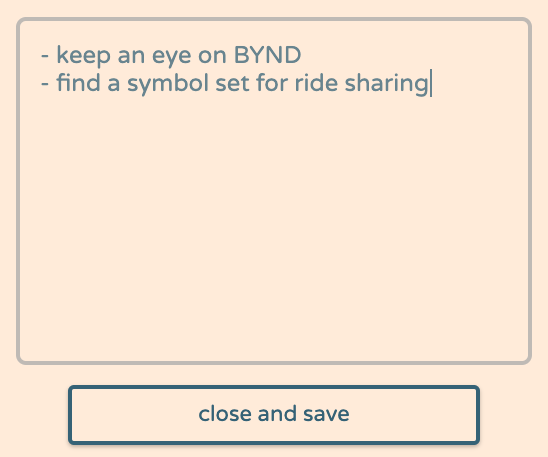 - keep an eye on BYND
- find a symbol set for ride sharing
close and save